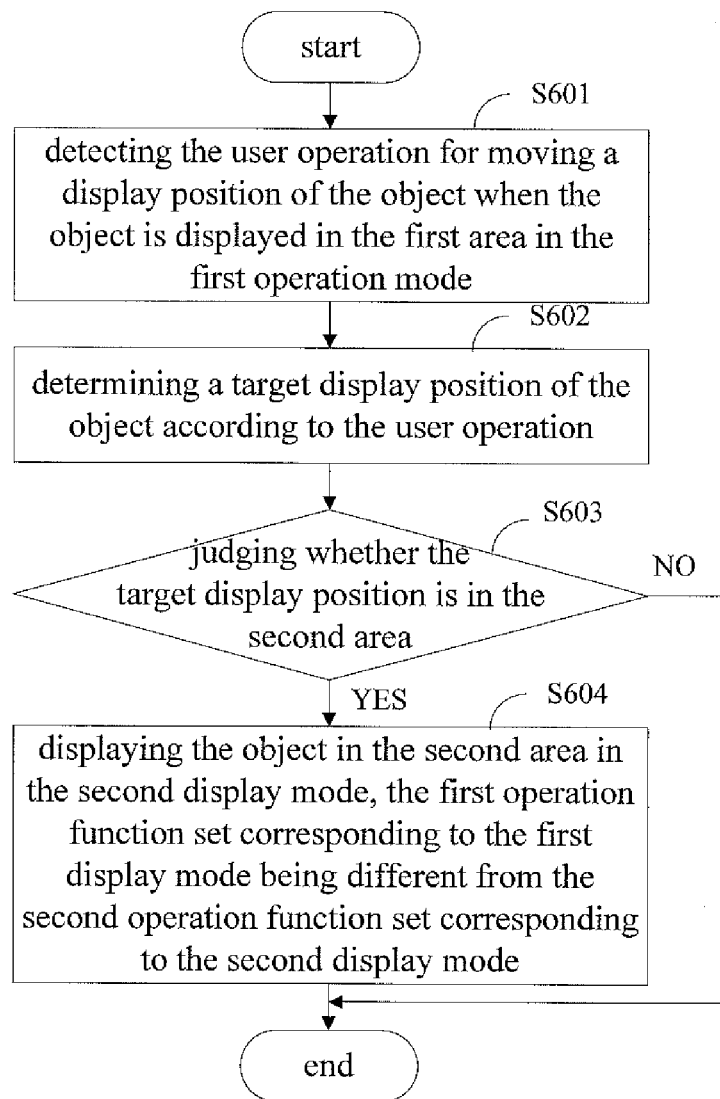 start
S601
detecting the user operation for moving a
display position of the object when the
object is displayed in the first area in the
first operation mode
S602
determining a target display position of the
object according to the user operation
S603
judging whether the
target display position is in the
second area
NO
YES
S604
displaying the object in the second area in
the second display mode, the first operation
function set corresponding to the first
display mode being different from the
second operation function set corresponding
to the second display mode
end